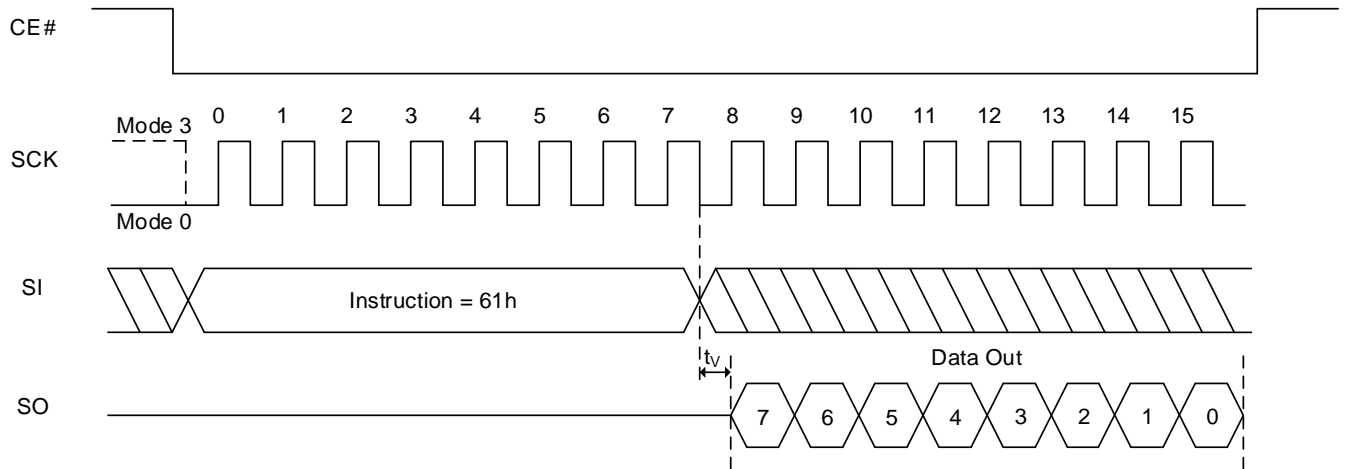 CE#
0 1 2 3 4 5 6 7 8 9 10 11 12 13 14 15
Mode 3
SCK
Mode 0
SI
Instruction = 61h
tV
Data Out
SO
7 6 5 4 3 2 1 0